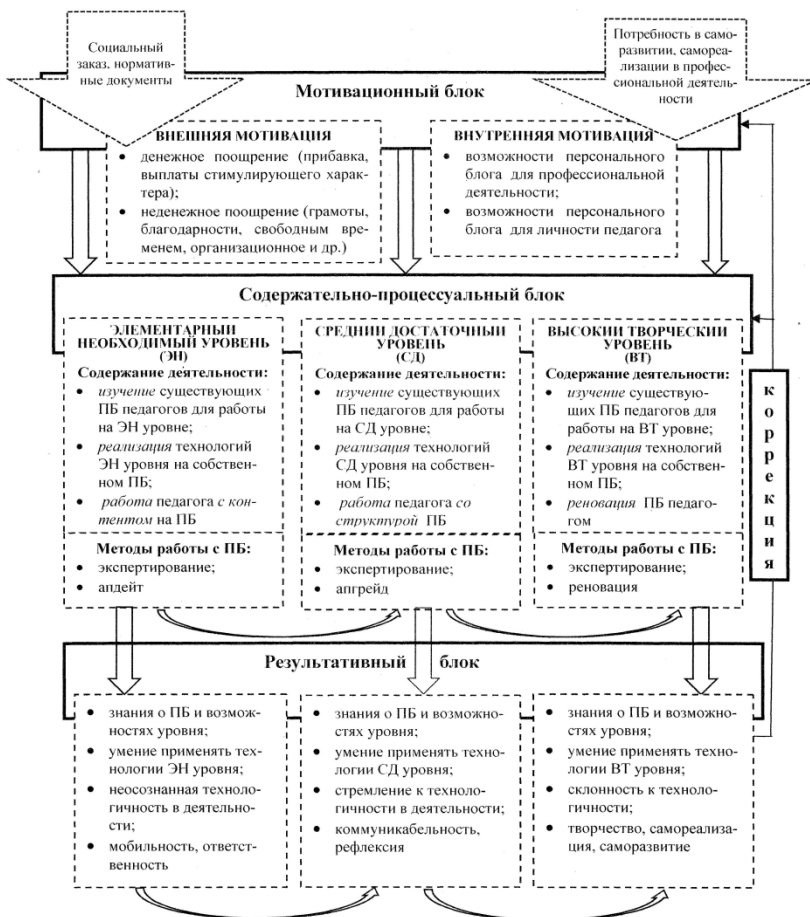 Социальный
заказ, норматив-
ные документы
Потребность в само-
развитии, самореа-
лизации в профес-
сиональной деятель-
ности
Мотивационный блок
ВНЕШНЯЯ МОТИВАЦИЯ
• денежное поощрение (прибавка,
выплаты стимулирующего харак-
тера);
• неденежное поощрение (грамоты,
благодарности, свободным вре-
менем, организационное и др.)
ВНУТРЕННЯЯ МОТИВАЦИЯ
• возможности персонального
блога для профессиональной
деятельности;
• возможности персонального
блога для личности педагога
Содержательно-процессуальный блок
ЭЛЕМЕНТАРНЫЙ
НЕОБХОДИМЫЙ УРОВЕНЬ
(ЭН)
Содержание деятельности:
• изучение существующих
ПБ педагогов для работы
на ЭН уровне;
• реализация технологий
ЭН уровня на собствен-
ном ПБ;
• работа педагога с кон-
тентом на ПБ
Методы работы с ПБ:
• экспертирование;
• апдейт
СРЕДНИЙ ДОСТАТОЧНЫЙ
УРОВЕНЬ
(СД)
Содержание деятельности:
• изучение существующих
ПБ педагогов для работы
на СД уровне;
• реализация технологий
СД уровня на собствен-
ном ПБ;
• работа педагога со
структурой ПБ
Методы работы с ПБ:
• экспертирование;
• апгрейд
ВЫСОКИЙ ТВОРЧЕСКИЙ
УРОВЕНЬ
(ВТ)
Содержание деятельности:
• изучение существую-
щих ПБ педагогов для
работы на ВТ уровне;
• реализация технологий
ВТ уровня на собствен-
ном ПБ;
• реновация ПБ педаго-
гом
Методы работы с ПБ:
• экспертирование;
• реновация
коррекция
Результативный блок
• знания о ПБ и возмож-
ностях уровня;
• умение применять тех-
нологии ЭН уровня;
• неосознанная техноло-
гичность в деятельно-
сти;
• мобильность, ответст-
венность
• знания о ПБ и возможно-
стях уровня;
• умение применять техно-
логии СД уровня;
• стремление к техноло-
гичности в деятельности;
• коммуникабельность,
рефлексия
• знания о ПБ и возможно-
стях уровня;
• умение применять техно-
логии ВТ уровня;
• склонность к техноло-
гичности;
• творчество, самореализа-
ция, саморазвитие